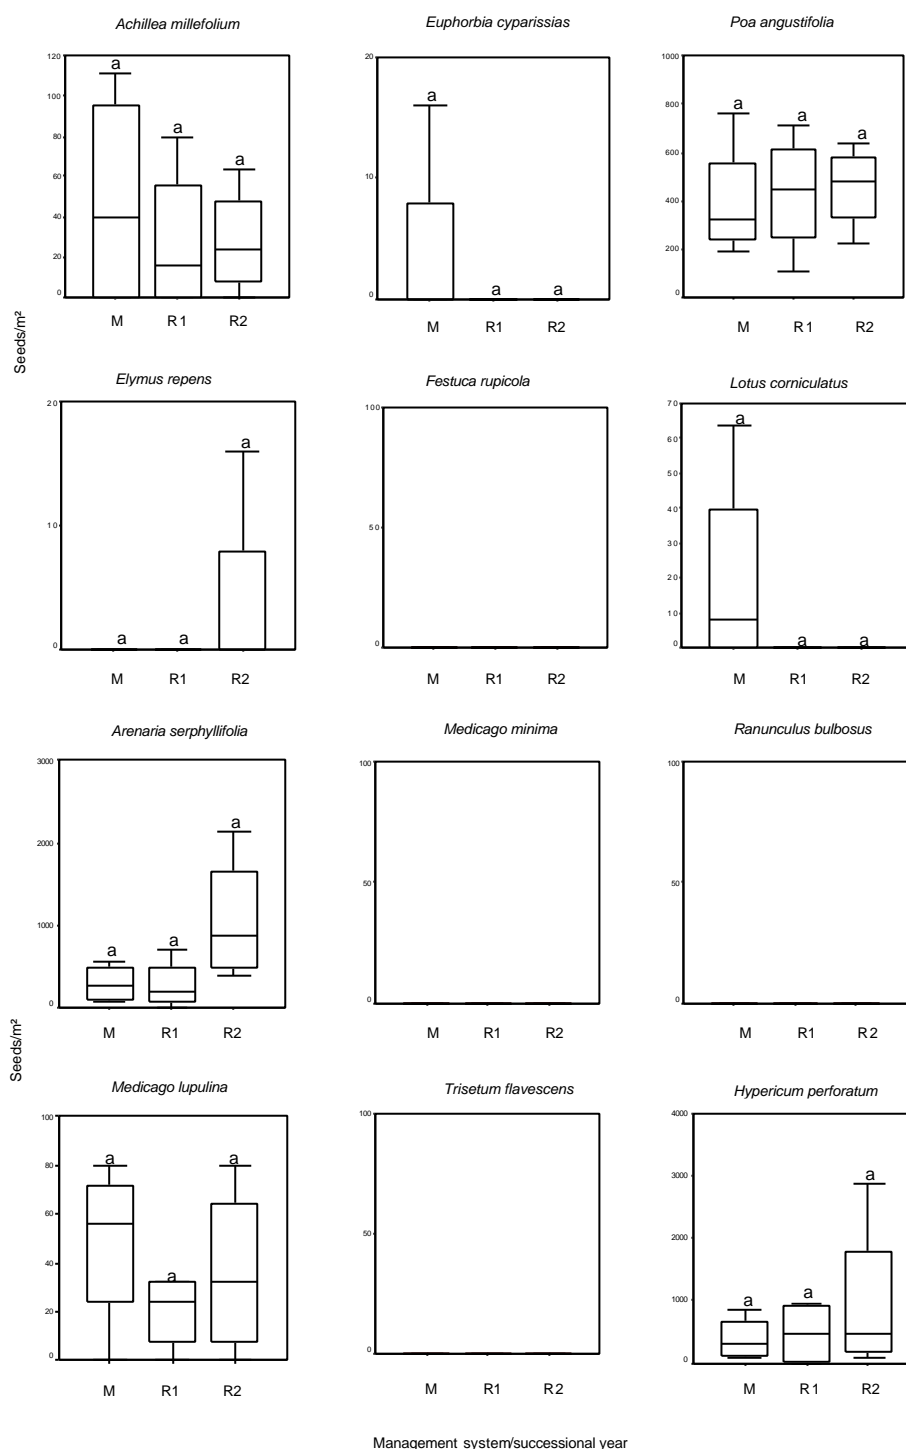 Achillea millefolium
Euphorbia cyparissias
Poa angustifolia
120
100
80
60
40
20
0
a
a
a
M R1 R2
20
10
0
a
a
a
M R1 R2
1000
800
600
400
200
0
a
a
a
M R1 R2
Seeds/m²
Elymus repens
Festuca rupicola
Lotus corniculatus
20
10
0
a
a
a
M R1 R2
100
50
0
M R1 R2
70
60
50
40
30
20
10
0
a
a
a
M R1 R2
Arenaria serphyllifolia
Medicago minima
Ranunculus bulbosus
3000
2000
1000
0
a
a
a
M R1 R2
100
50
0
M R1 R2
100
50
0
M R1 R2
Seeds/m²
Medicago lupulina
Trisetum flavescens
Hypericum perforatum
100
80
60
40
20
0
a
a
a
M R1 R2
100
50
0
M R1 R2
4000
3000
2000
1000
0
a
a
a
M R1 R2
Management system/successional year